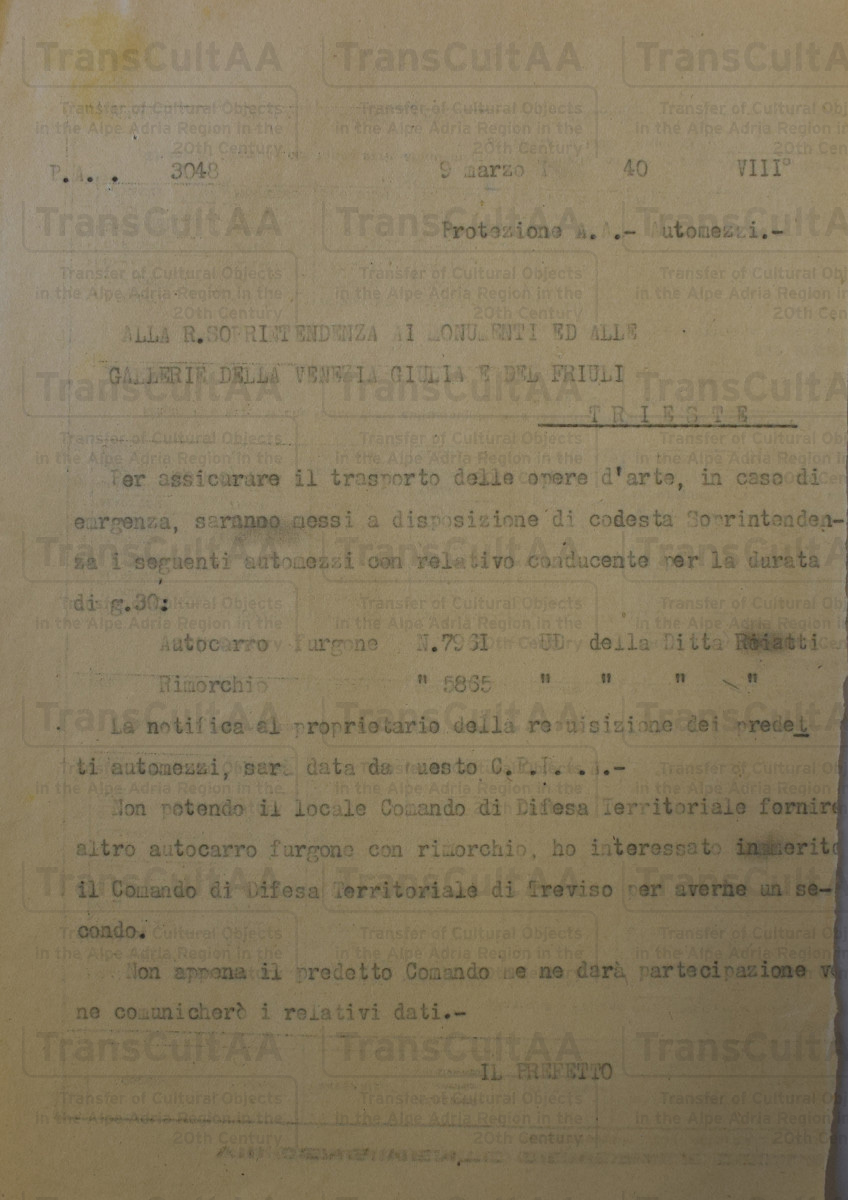 P.A.. 3048 9 marzo 1 40 VIII°
Protezione A.A.- Automezzi.-
ALLA R.SOPRINTENDENZA AI MONUMENTI ED ALLE
GALLERIE DELLA VENEZIA GIULIA E DEL FRIULI
TRIESTE
Per assicurare il trasporto delle opere d'arte, in caso di
emrgenza, saranno messi a disposizione di codesta Soprintenden-
za i seguenti automezzi con relativo conducente per la durata
di g.30:
Autocarro furgone N.7961 UD della Ditta Roiatti
Rimorchio " 5865 " " " "
La notifica al proprietario della requisizione dei predet
ti automezzi, sarà data da questo
Non potendo il locale Comando di Difesa Territoriale fornire
altro autocarro furgone con rimorchio, ho interessato in merito
il Comando di Difesa Territoriale di Treviso per averne un se-
condo.
Non appena il predetto Comando me ne darà partecipazione
ne comunicherò i relativi dati.-
IL PREFETTO
TransCultAA
Transfer of Cultural Objects
in the Alpe Adria Region in the
20th Century